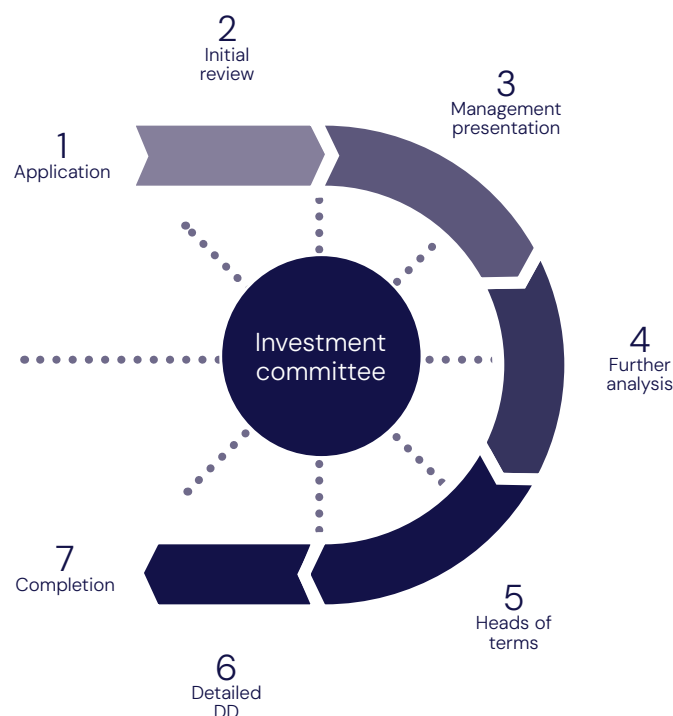 1
Application
2
Initial
review
3
Management
presentation
4
Further
analysis
5
Heads of
terms
6
Detailed
DD
7
Completion
Investment
committee